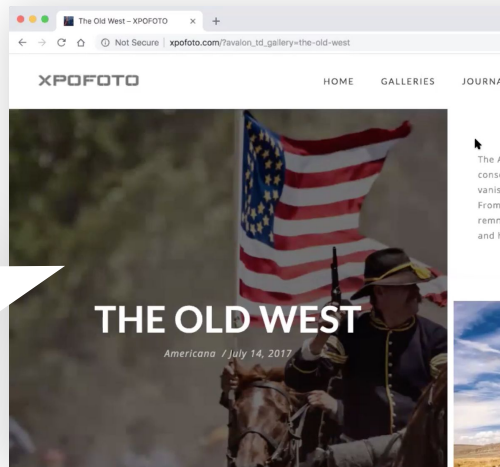 The Old West – XPOFOTO
Not Secure | xpofoto.com/?avalon_td_gallery=the-old-west
XPOFOTO
HOME GALLERIES JOURNA
The A
conse
vanis
From
remn
and h
THE OLD WEST
Americana / July 14, 2017